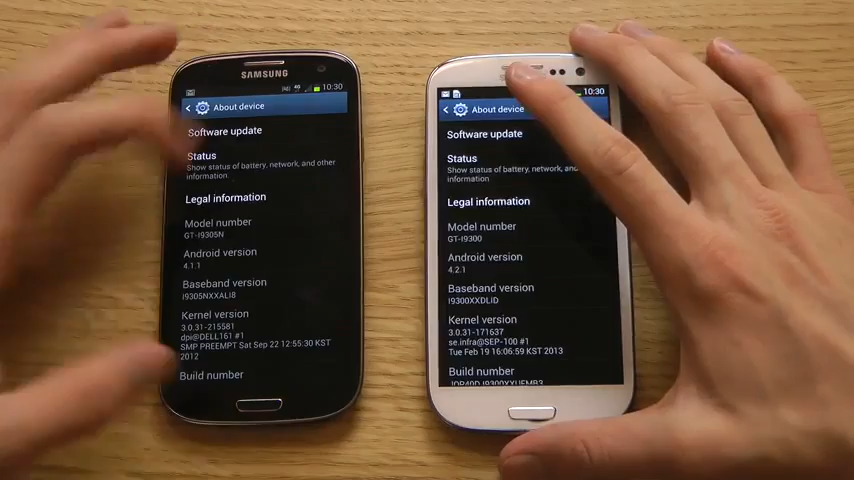 SAMSUNG
10:30
About device
Software update
Status
Show status of battery, network, and other
information
Legal information
Model number
GT-I9305N
Android version
4.1.1
Baseband version
I9305NXXALI8
Kernel version
3.0.31-215581
dpi@DELL161 #1
SMP PREEMPT Sat Sep 22 12:55:30 KST
2012
Build number
10:30
About device
Software update
Status
Show status of battery, network, and
information
Legal information
Model number
GT-I9300
Android version
4.2.1
Baseband version
I9300XXDLID
Kernel version
3.0.31-171637
se.infra@SEP-100 #1
Tue Feb 19 16:06:59 KST 2013
Build number